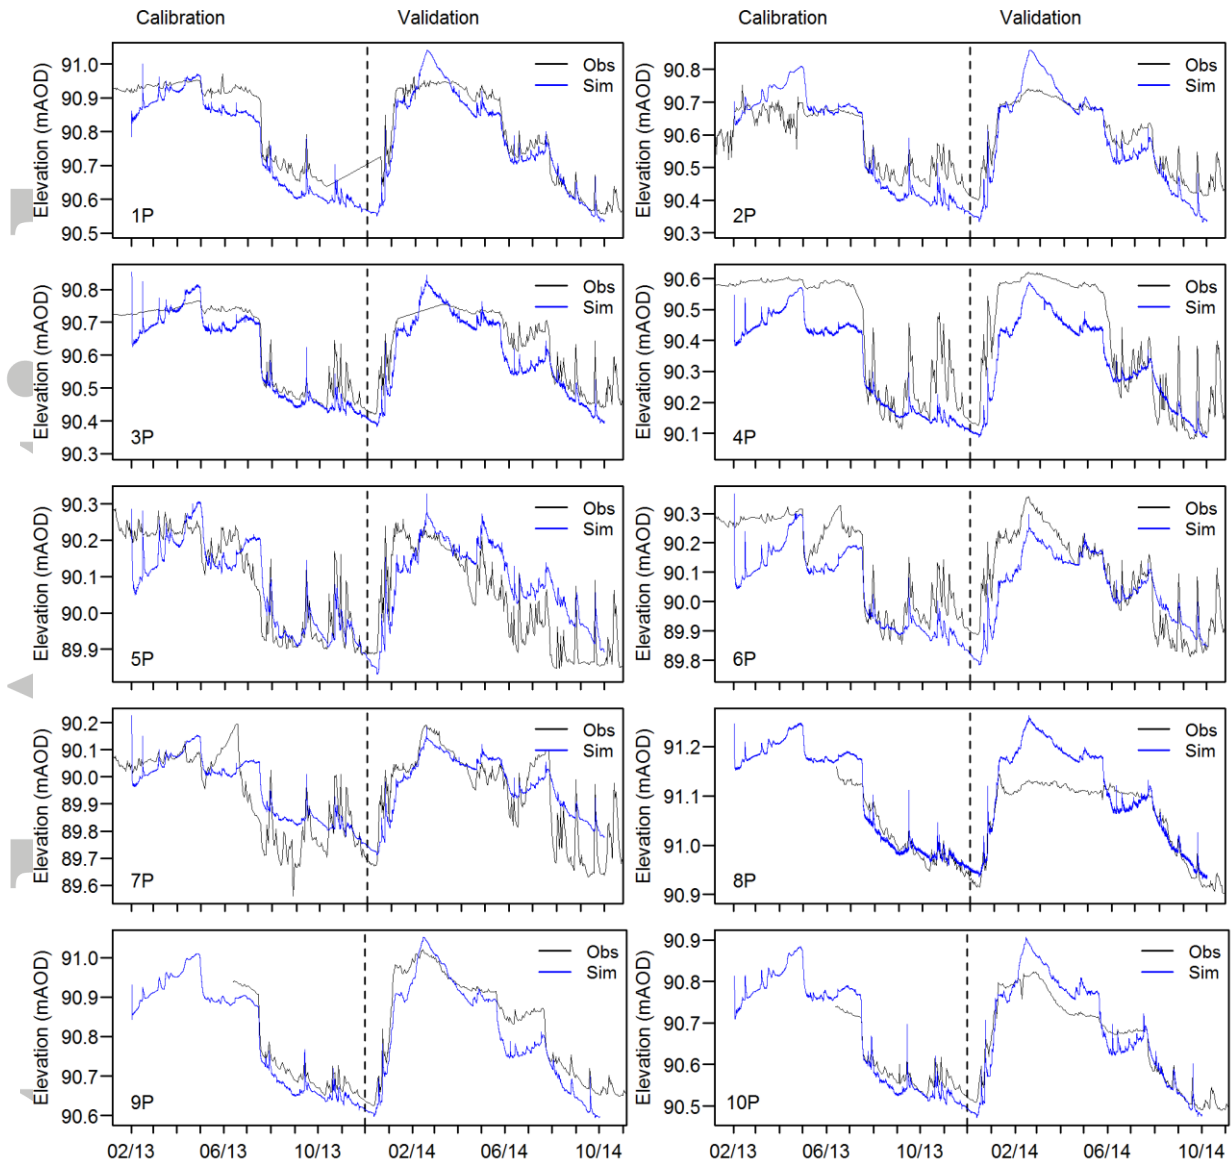 Calibration Validation Calibration Validation
Elevation (mAOD)
91.0
90.9
90.8
90.7
90.6
90.5
Obs
Sim
1P
Elevation (mAOD)
90.8
90.7
90.6
90.5
90.4
90.3
Obs
Sim
2P
Elevation (mAOD)
90.8
90.7
90.6
90.5
90.4
90.3
Obs
Sim
3P
Elevation (mAOD)
90.6
90.5
90.4
90.3
90.2
90.1
Obs
Sim
4P
Elevation (mAOD)
90.3
90.2
90.1
90.0
89.9
Obs
Sim
5P
Elevation (mAOD)
90.3
90.2
90.1
90.0
89.9
89.8
Obs
Sim
6P
Elevation (mAOD)
90.2
90.1
90.0
89.9
89.8
89.7
89.6
Obs
Sim
7P
Elevation (mAOD)
91.2
91.1
91.0
90.9
Obs
Sim
8P
Elevation (mAOD)
91.0
90.9
90.8
90.7
90.6
Obs
Sim
9P
Elevation (mAOD)
90.9
90.8
90.7
90.6
90.5
Obs
Sim
10P
02/13 06/13 10/13 02/14 06/14 10/14
02/13 06/13 10/13 02/14 06/14 10/14